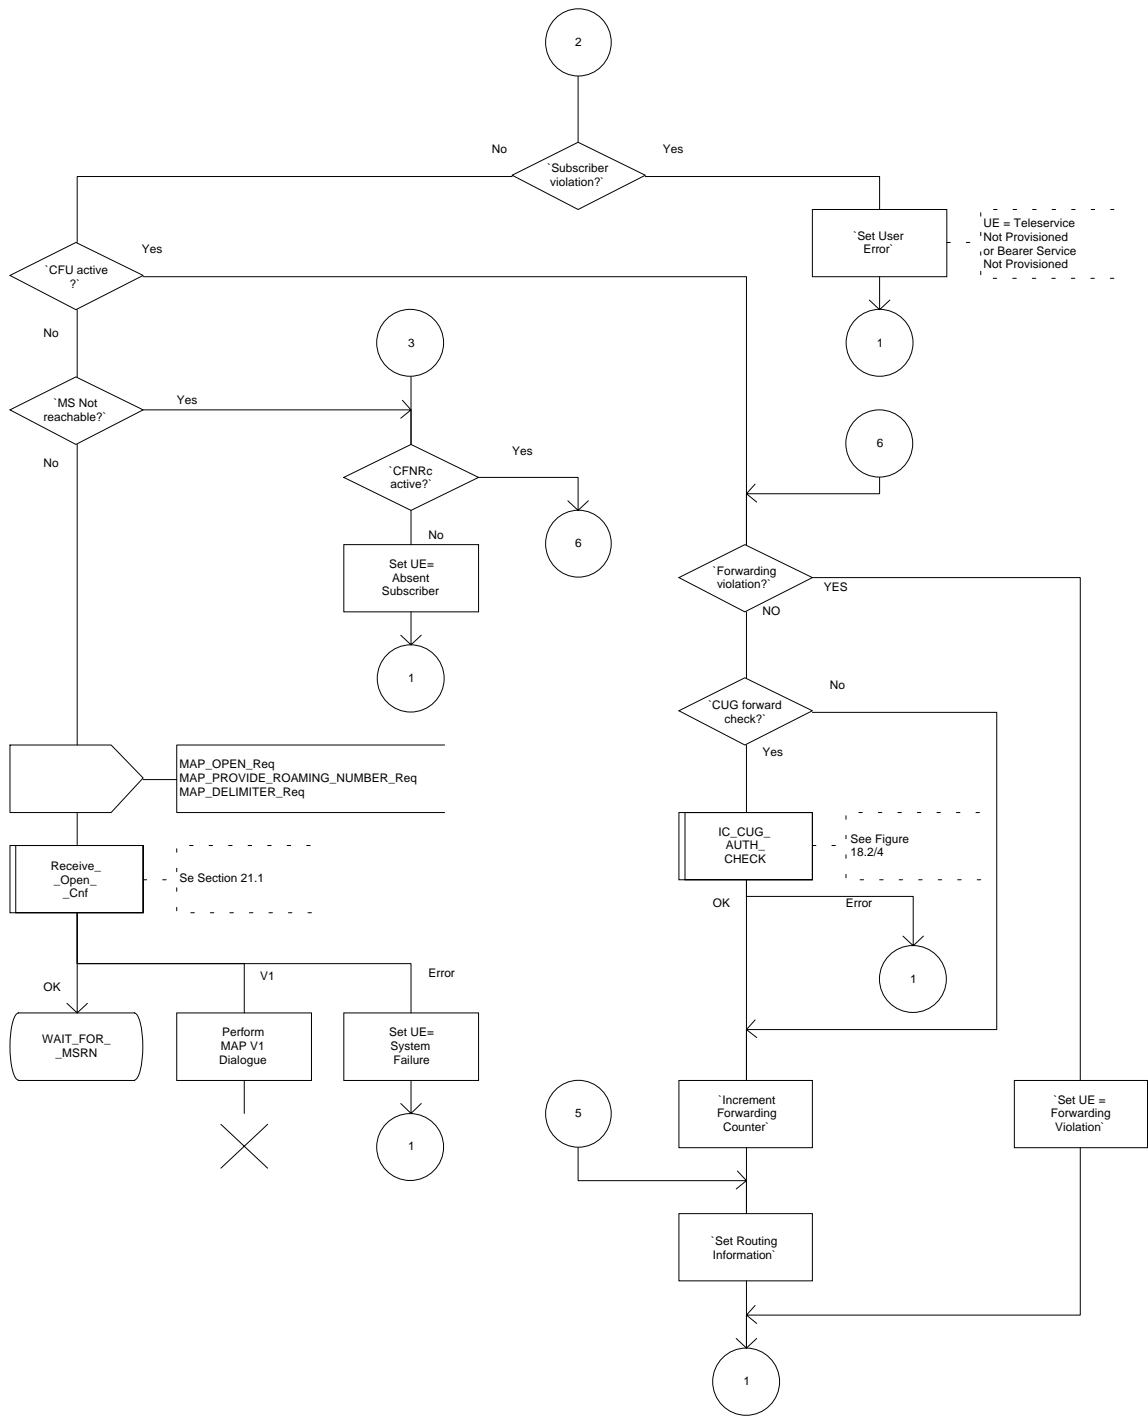 2
No
Yes
`Subscriber
violation?`
`Set User
Error`
UE = Teleservice
Not Provisioned
or Bearer Service
Not Provisioned
Yes
`CFU active
?`
No
3
1
`MS Not
reachable?`
Yes
No
6
`CFNRc
active?`
Yes
No
6
Set UE=
Absent
Subscriber
`Forwarding
violation?`
YES
NO
1
`CUG forward
check?`
No
Yes
MAP_OPEN_Req
MAP_PROVIDE_ROAMING_NUMBER_Req
MAP_DELIMITER_Req
IC_CUG_
AUTH_
CHECK
See Figure
18.2/4
Receive_
_Open_
_Cnf
Se Section 21.1
OK
Error
1
OK
V1
Error
WAIT_FOR_
_MSRN
Perform
MAP V1
Dialogue
Set UE=
System
Failure
1
5
`Increment
Forwarding
Counter`
`Set UE =
Forwarding
Violation`
`Set Routing
Information`
1